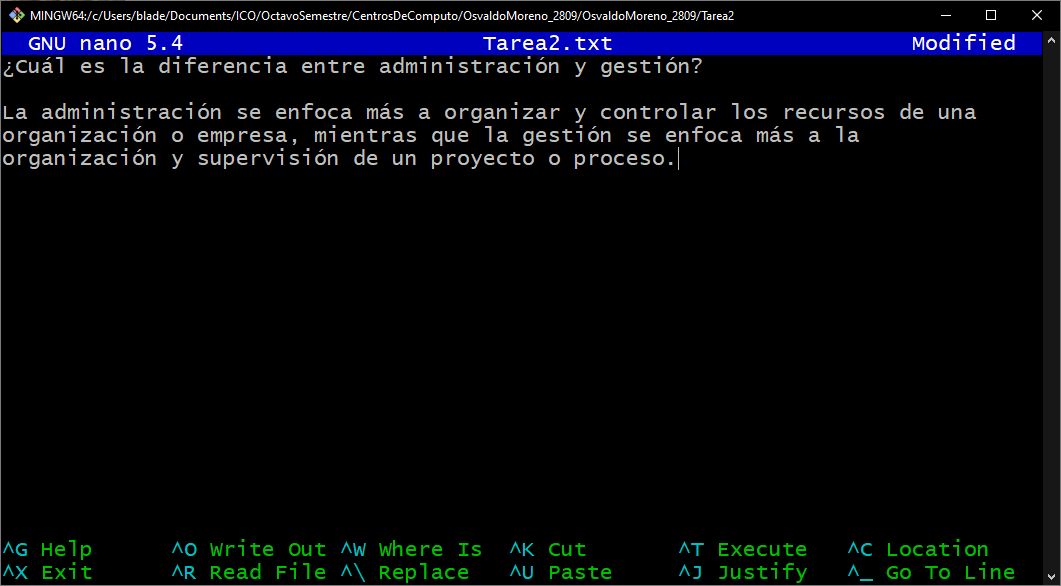 MINGW64:/c/Users/blade/Documents/ICO/OctavoSemestre/CentrosDeComputo/OsvaldoMoreno_2809/OsvaldoMoreno_2809/Tarea2
GNU nano 5.4 Tarea2.txt Modified
¿Cuál es la diferencia entre administración y gestión?
La administración se enfoca más a organizar y controlar los recursos de una
organización o empresa, mientras que la gestión se enfoca más a la
organización y supervisión de un proyecto o proceso.
^G Help ^O Write Out ^W Where Is ^K Cut ^T Execute ^C Location
^X Exit ^R Read File ^\ Replace ^U Paste ^J Justify ^_ Go To Line